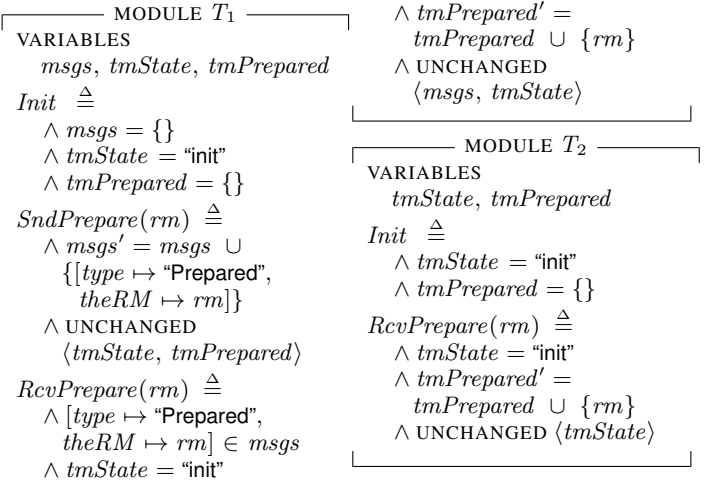 MODULE T₁
VARIABLES
msgs, tmState, tmPrepared
Init ≜
∧ msgs = {}
∧ tmState = “init”
∧ tmPrepared = {}
SndPrepare(rm) ≜
∧ msgs′ = msgs ∪
{[type ↦ “Prepared”,
theRM ↦ rm]}
∧ UNCHANGED
⟨tmState, tmPrepared⟩
RcvPrepare(rm) ≜
∧ [type ↦ “Prepared”,
theRM ↦ rm] ∈ msgs
∧ tmState = “init”
∧ tmPrepared′ =
tmPrepared ∪ {rm}
∧ UNCHANGED
⟨msgs, tmState⟩
MODULE T₂
VARIABLES
tmState, tmPrepared
Init ≜
∧ tmState = “init”
∧ tmPrepared = {}
RcvPrepare(rm) ≜
∧ tmState = “init”
∧ tmPrepared′ =
tmPrepared ∪ {rm}
∧ UNCHANGED ⟨tmState⟩